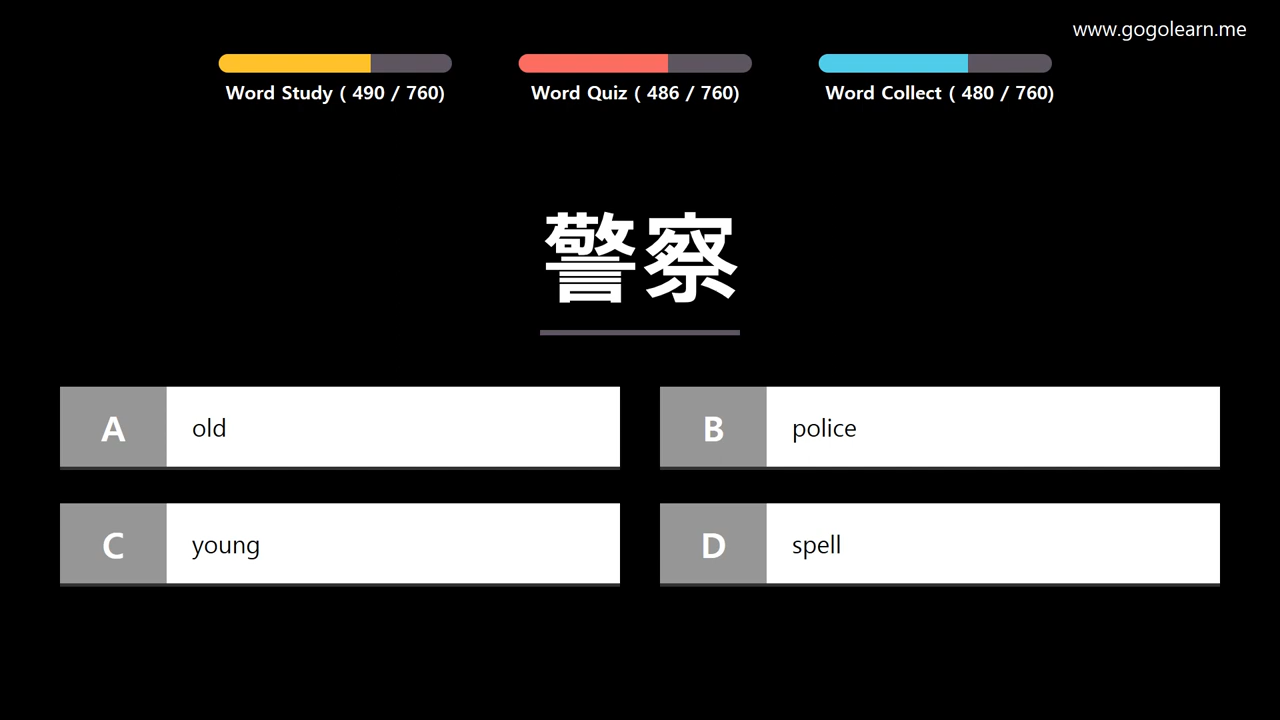 www.gogolearn.me
Word Study ( 490 / 760)
Word Quiz ( 486 / 760)
Word Collect ( 480 / 760)
警察
A old
B police
C young
D spell